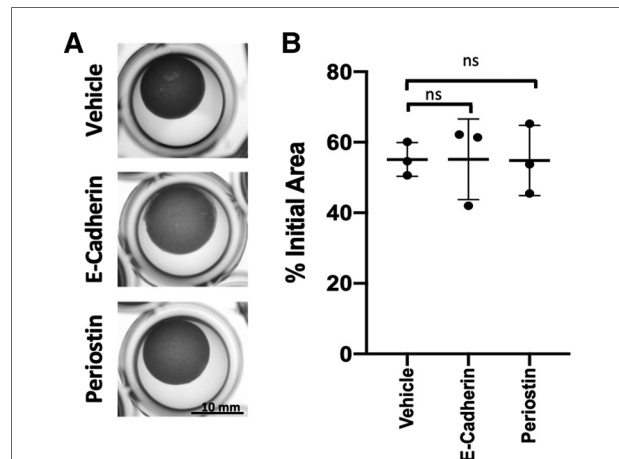 A
Vehicle
E-Cadherin
Periostin
10 mm
B
ns
ns
% Initial Area
80
60
40
20
0
Vehicle
E-Cadherin
Periostin